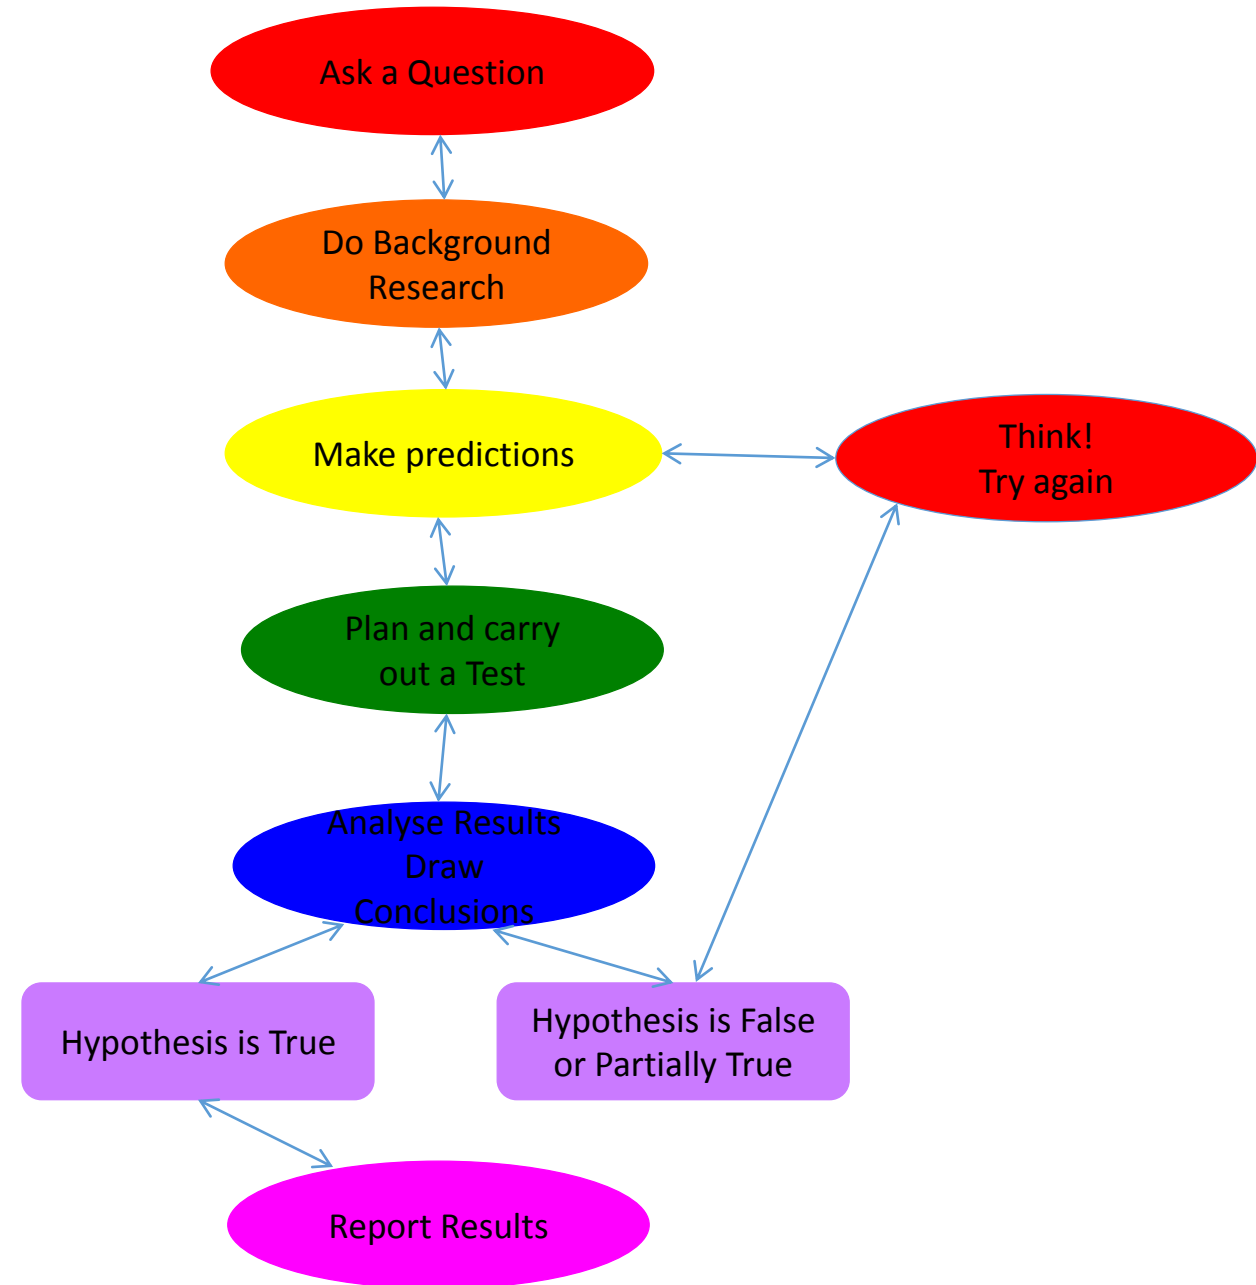 Ask a Question
Do Background
Research
Make predictions
Think!
Try again
Plan and carry
out a Test
Analyse Results
Draw
Conclusions
Hypothesis is True
Hypothesis is False
or Partially True
Report Results